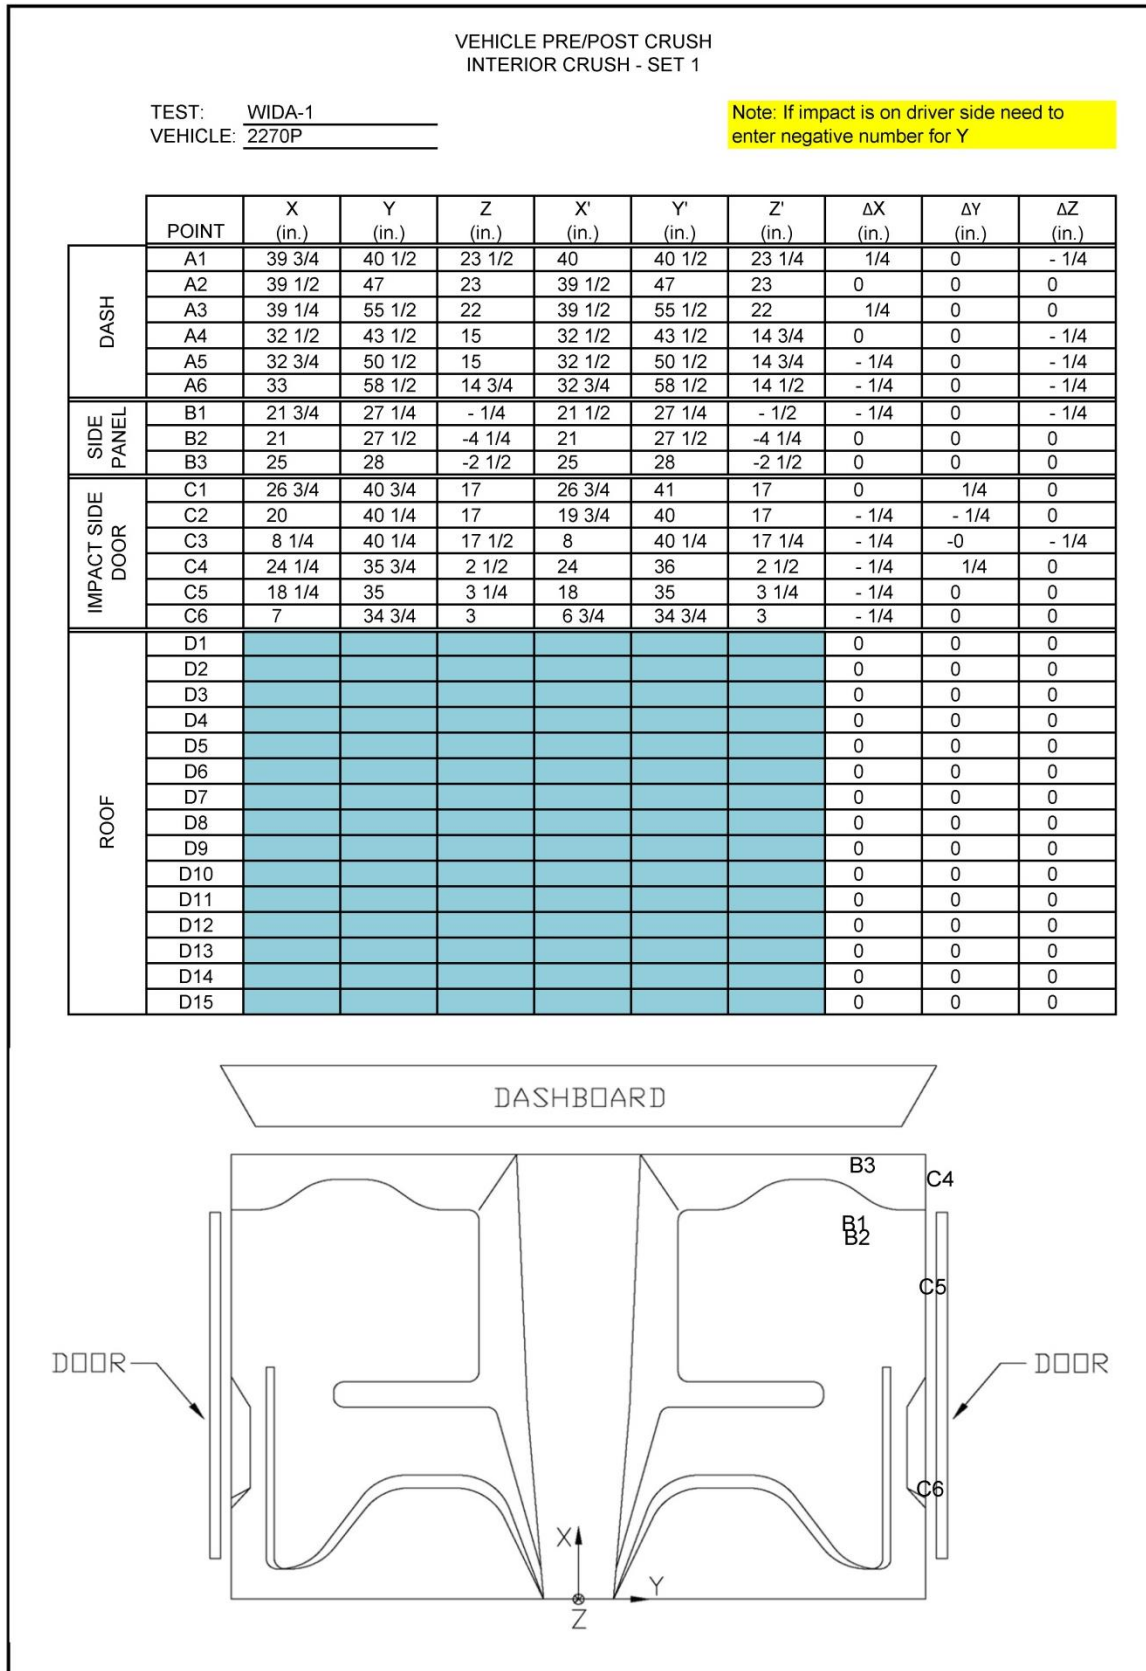 VEHICLE PRE/POST CRUSH
INTERIOR CRUSH - SET 1
TEST: WIDA-1
VEHICLE: 2270P
Note: If impact is on driver side need to
enter negative number for Y
POINT X (in.) Y (in.) Z (in.) X' (in.) Y' (in.) Z' (in.) ΔX (in.) ΔY (in.) ΔZ (in.)
DASH
A1 39 3/4 40 1/2 23 1/2 40 40 1/2 23 1/4 1/4 0 - 1/4
A2 39 1/2 47 23 39 1/2 47 23 0 0 0
A3 39 1/4 55 1/2 22 39 1/2 55 1/2 22 1/4 0 0
A4 32 1/2 43 1/2 15 32 1/2 43 1/2 14 3/4 0 0 - 1/4
A5 32 3/4 50 1/2 15 32 1/2 50 1/2 14 3/4 - 1/4 0 - 1/4
A6 33 58 1/2 14 3/4 32 3/4 58 1/2 14 1/2 - 1/4 0 - 1/4
SIDE PANEL
B1 21 3/4 27 1/4 - 1/4 21 1/2 27 1/4 - 1/2 - 1/4 0 - 1/4
B2 21 27 1/2 -4 1/4 21 27 1/2 -4 1/4 0 0 0
B3 25 28 -2 1/2 25 28 -2 1/2 0 0 0
IMPACT SIDE DOOR
C1 26 3/4 40 3/4 17 26 3/4 41 17 0 1/4 0
C2 20 40 1/4 17 19 3/4 40 17 - 1/4 - 1/4 0
C3 8 1/4 40 1/4 17 1/2 8 40 1/4 17 1/4 - 1/4 -0 - 1/4
C4 24 1/4 35 3/4 2 1/2 24 36 2 1/2 - 1/4 1/4 0
C5 18 1/4 35 3 1/4 18 35 3 1/4 - 1/4 0 0
C6 7 34 3/4 3 6 3/4 34 3/4 3 - 1/4 0 0
ROOF
D1 0 0 0
D2 0 0 0
D3 0 0 0
D4 0 0 0
D5 0 0 0
D6 0 0 0
D7 0 0 0
D8 0 0 0
D9 0 0 0
D10 0 0 0
D11 0 0 0
D12 0 0 0
D13 0 0 0
D14 0 0 0
D15 0 0 0
DASHBOARD
B3
C4
B1
B2
C5
DOOR DOOR
C6
X
Y
Z